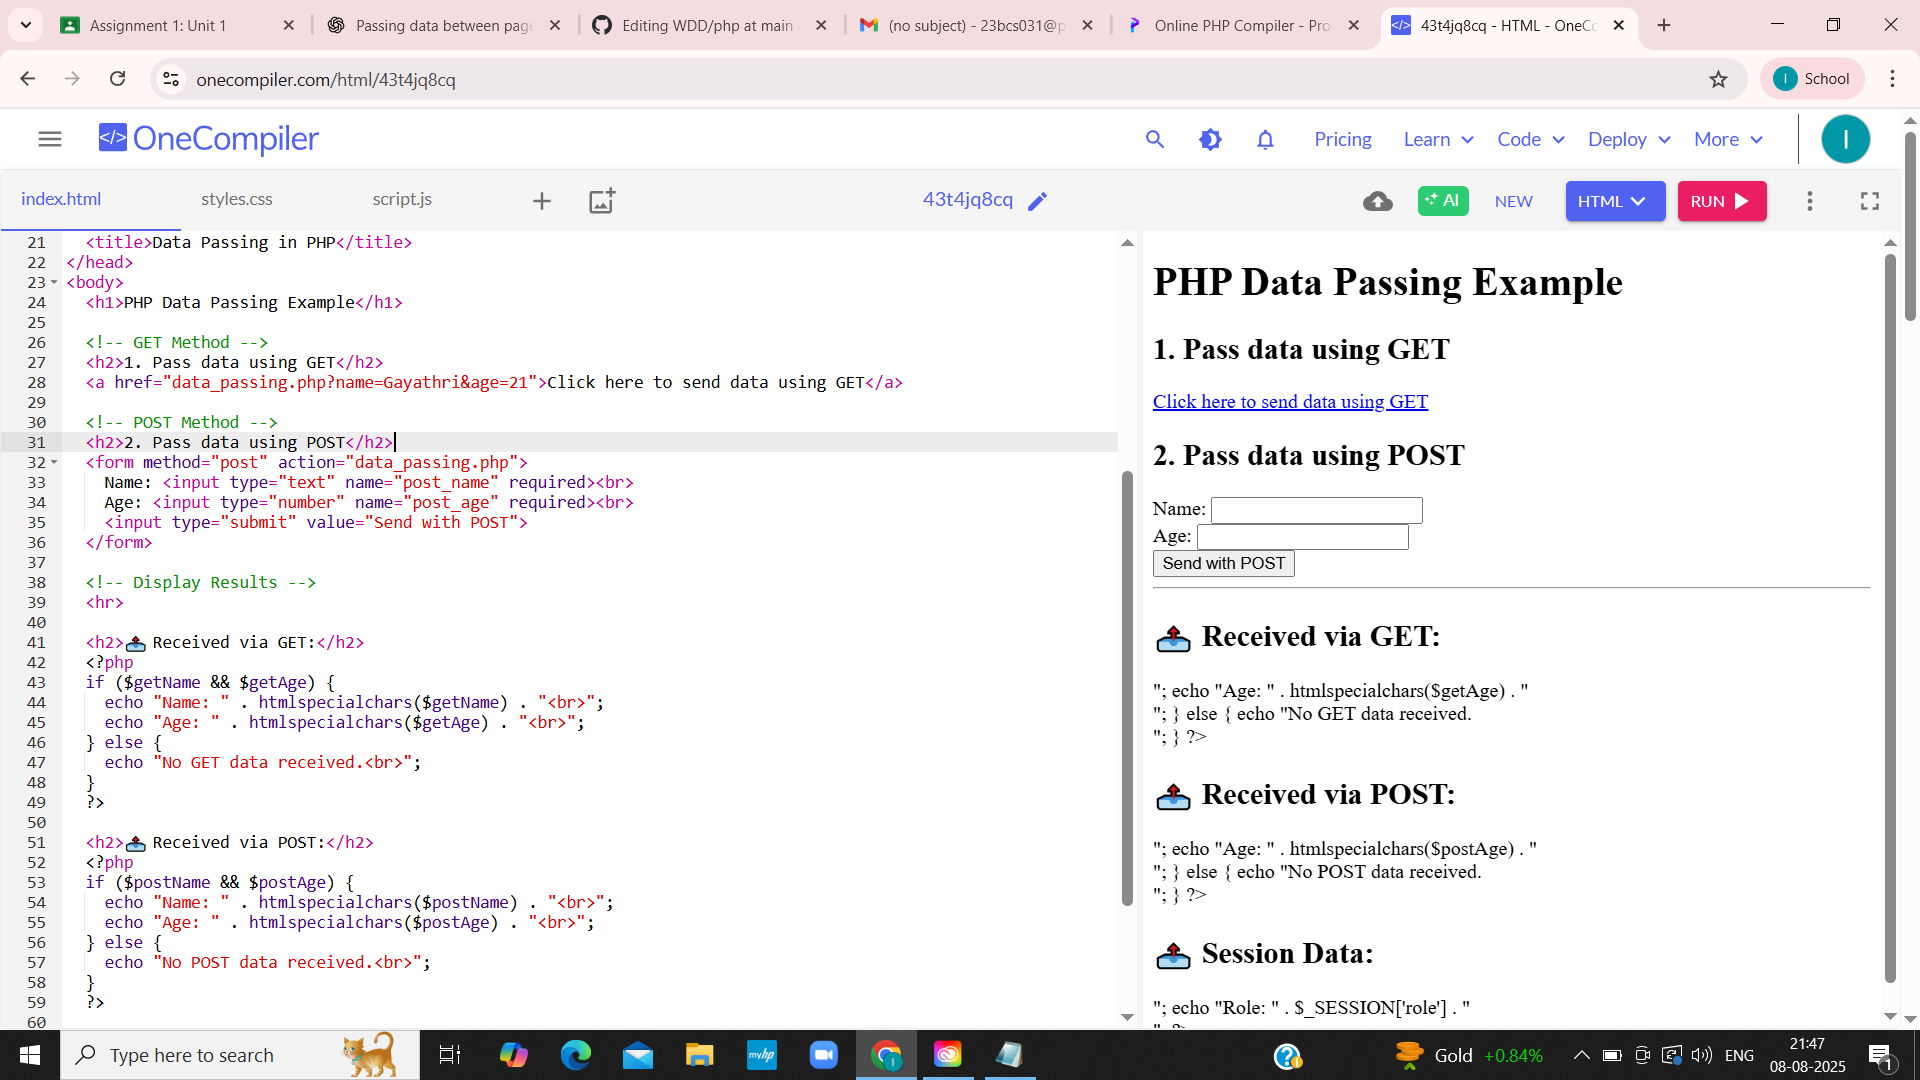 Assignment 1: Unit 1
Passing data between page
Editing WDD/php at main
(no subject) - 23bcs031@p
Online PHP Compiler - Pro
43t4jq8cq - HTML - OneCo
onecompiler.com/html/43t4jq8cq
I School
</> OneCompiler
Pricing
Learn
Code
Deploy
More
I
index.html
styles.css
script.js
43t4jq8cq
AI
NEW
HTML
RUN
21 <title>Data Passing in PHP</title>
22 </head>
23 <body>
24 <h1>PHP Data Passing Example</h1>
25
26 <!-- GET Method -->
27 <h2>1. Pass data using GET</h2>
28 <a href="data_passing.php?name=Gayathri&age=21">Click here to send data using GET</a>
29
30 <!-- POST Method -->
31 <h2>2. Pass data using POST</h2>
32 <form method="post" action="data_passing.php">
33 Name: <input type="text" name="post_name" required><br>
34 Age: <input type="number" name="post_age" required><br>
35 <input type="submit" value="Send with POST">
36 </form>
37
38 <!-- Display Results -->
39 <hr>
40
41 <h2>📤 Received via GET:</h2>
42 <?php
43 if ($getName && $getAge) {
44 echo "Name: " . htmlspecialchars($getName) . "<br>";
45 echo "Age: " . htmlspecialchars($getAge) . "<br>";
46 } else {
47 echo "No GET data received.<br>";
48 }
49 ?>
50
51 <h2>📤 Received via POST:</h2>
52 <?php
53 if ($postName && $postAge) {
54 echo "Name: " . htmlspecialchars($postName) . "<br>";
55 echo "Age: " . htmlspecialchars($postAge) . "<br>";
56 } else {
57 echo "No POST data received.<br>";
58 }
59 ?>
60
PHP Data Passing Example
1. Pass data using GET
Click here to send data using GET
2. Pass data using POST
Name:
Age:
Send with POST
📤 Received via GET:
"; echo "Age: " . htmlspecialchars($getAge) . "
"; } else { echo "No GET data received.
"; } ?>
📤 Received via POST:
"; echo "Age: " . htmlspecialchars($postAge) . "
"; } else { echo "No POST data received.
"; } ?>
📤 Session Data:
"; echo "Role: " . $_SESSION['role'] . "
"; ?>
Type here to search
myhp
Gold +0.84%
ENG
21:47
08-08-2025
1